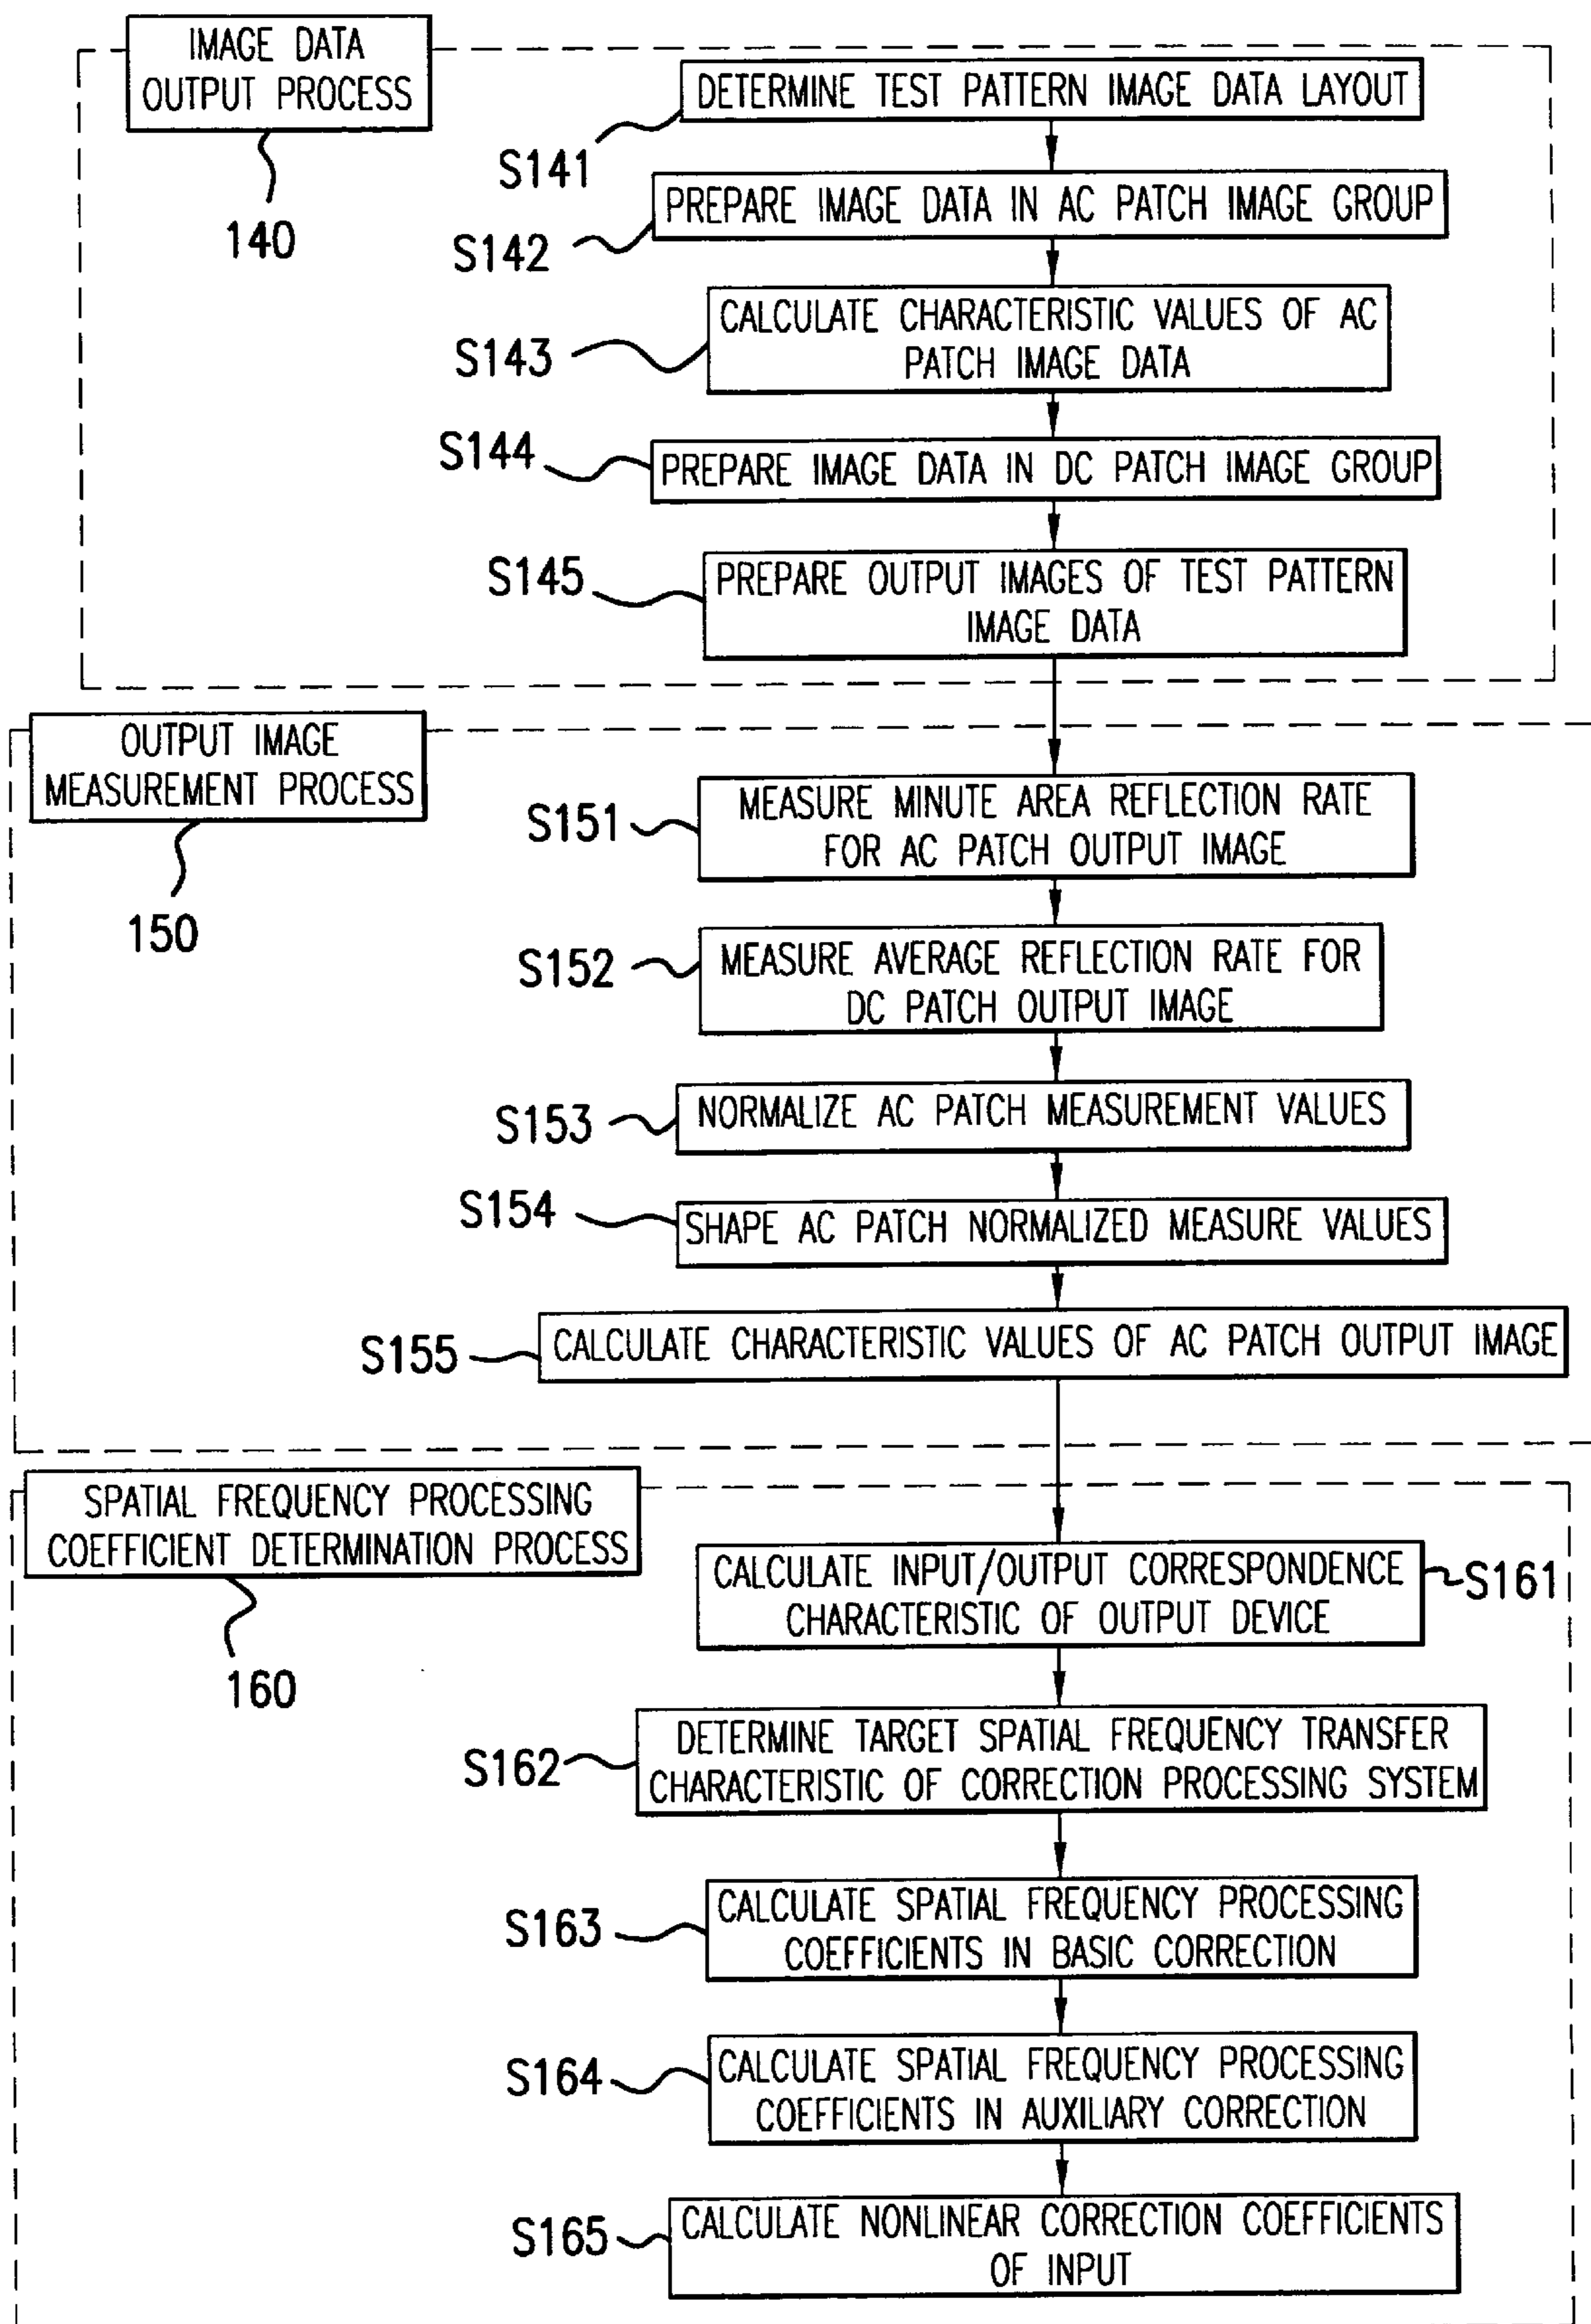 IMAGE DATA
OUTPUT PROCESS
140
DETERMINE TEST PATTERN IMAGE DATA LAYOUT
S141
PREPARE IMAGE DATA IN AC PATCH IMAGE GROUP
S142
CALCULATE CHARACTERISTIC VALUES OF AC
PATCH IMAGE DATA
S143
S144
PREPARE IMAGE DATA IN DC PATCH IMAGE GROUP
S145
PREPARE OUTPUT IMAGES OF TEST PATTERN
IMAGE DATA
OUTPUT IMAGE
MEASUREMENT PROCESS
150
S151
MEASURE MINUTE AREA REFLECTION RATE
FOR AC PATCH OUTPUT IMAGE
S152
MEASURE AVERAGE REFLECTION RATE FOR
DC PATCH OUTPUT IMAGE
S153
NORMALIZE AC PATCH MEASUREMENT VALUES
S154
SHAPE AC PATCH NORMALIZED MEASURE VALUES
S155
CALCULATE CHARACTERISTIC VALUES OF AC PATCH OUTPUT IMAGE
SPATIAL FREQUENCY PROCESSING
COEFFICIENT DETERMINATION PROCESS
160
CALCULATE INPUT/OUTPUT CORRESPONDENCE
CHARACTERISTIC OF OUTPUT DEVICE
S161
S162
DETERMINE TARGET SPATIAL FREQUENCY TRANSFER
CHARACTERISTIC OF CORRECTION PROCESSING SYSTEM
S163
CALCULATE SPATIAL FREQUENCY PROCESSING
COEFFICIENTS IN BASIC CORRECTION
S164
CALCULATE SPATIAL FREQUENCY PROCESSING
COEFFICIENTS IN AUXILIARY CORRECTION
S165
CALCULATE NONLINEAR CORRECTION COEFFICIENTS
OF INPUT